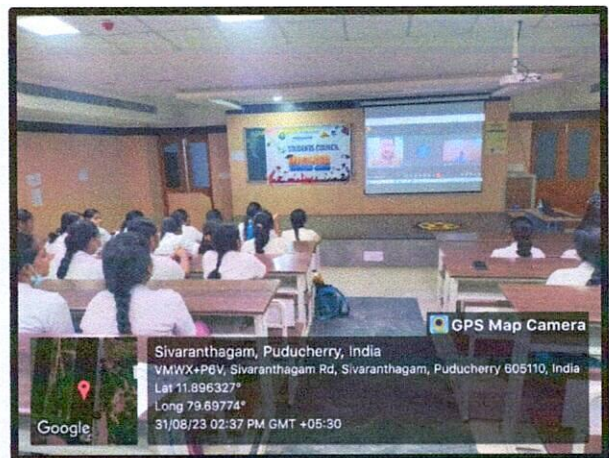 STUDENTS COUNCIL
GPS Map Camera
Sivaranthagam, Puducherry, India
VMWX+P6V, Sivaranthagam Rd, Sivaranthagam, Puducherry 605110, India
Lat 11.896327°
Long 79.69774°
31/08/23 02:37 PM GMT +05:30
Google